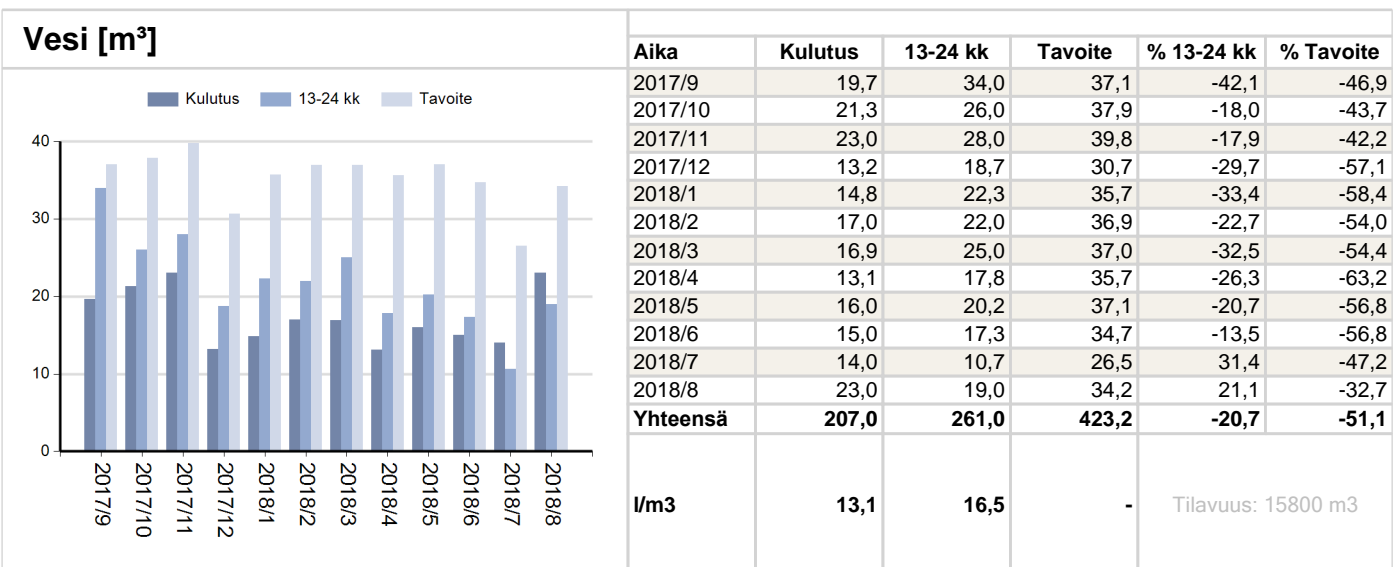 Vesi [m³]
Kulutus 13-24 kk Tavoite
40
30
20
10
0
2017/9 2017/10 2017/11 2017/12 2018/1 2018/2 2018/3 2018/4 2018/5 2018/6 2018/7 2018/8
Aika Kulutus 13-24 kk Tavoite % 13-24 kk % Tavoite
2017/9 19,7 34,0 37,1 -42,1 -46,9
2017/10 21,3 26,0 37,9 -18,0 -43,7
2017/11 23,0 28,0 39,8 -17,9 -42,2
2017/12 13,2 18,7 30,7 -29,7 -57,1
2018/1 14,8 22,3 35,7 -33,4 -58,4
2018/2 17,0 22,0 36,9 -22,7 -54,0
2018/3 16,9 25,0 37,0 -32,5 -54,4
2018/4 13,1 17,8 35,7 -26,3 -63,2
2018/5 16,0 20,2 37,1 -20,7 -56,8
2018/6 15,0 17,3 34,7 -13,5 -56,8
2018/7 14,0 10,7 26,5 31,4 -47,2
2018/8 23,0 19,0 34,2 21,1 -32,7
Yhteensä 207,0 261,0 423,2 -20,7 -51,1
l/m3 13,1 16,5 - Tilavuus: 15800 m3